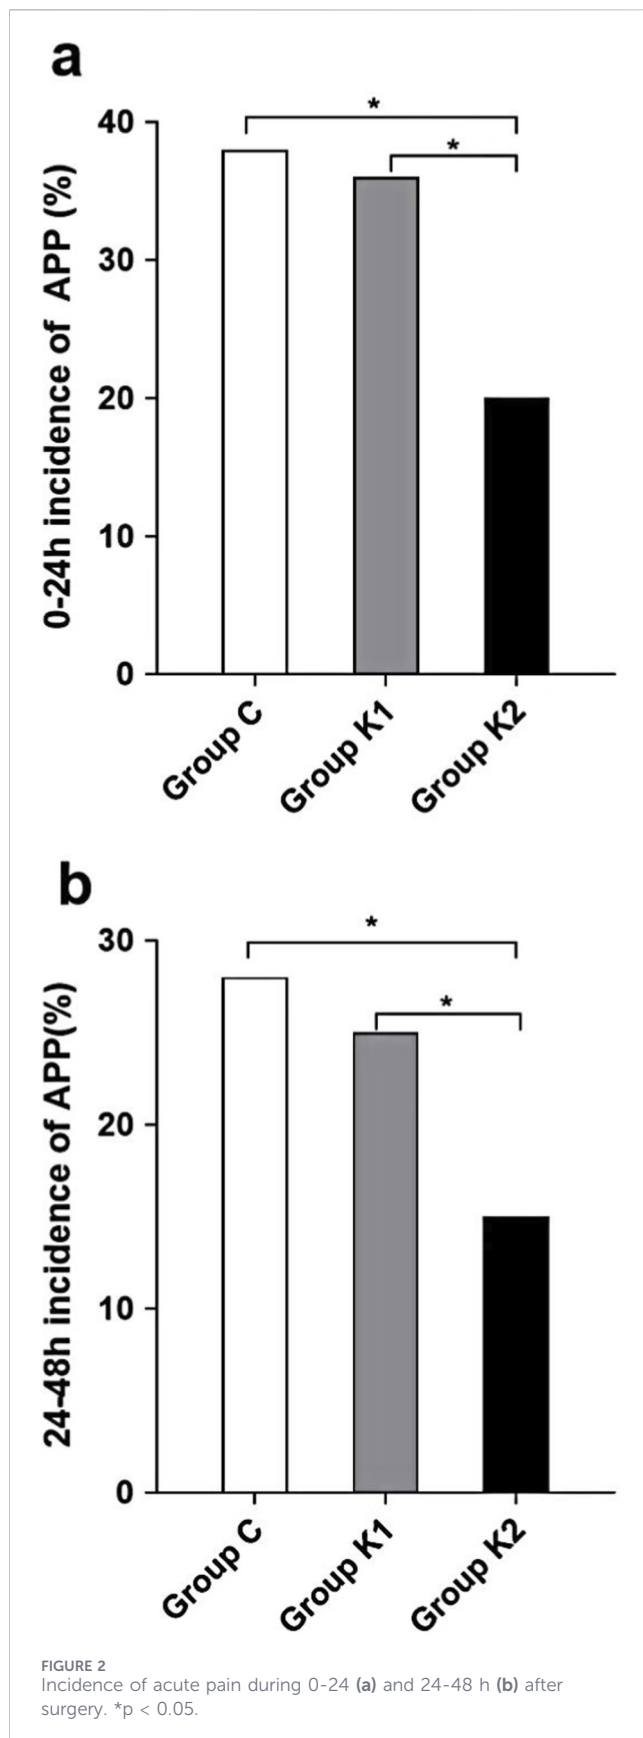 a
0-24h incidence of APP (%)
40
30
20
10
0
*
*
Group C
Group K1
Group K2
b
24-48h incidence of APP(%)
30
20
10
0
*
*
Group C
Group K1
Group K2
FIGURE 2
Incidence of acute pain during 0-24 (a) and 24-48 h (b) after
surgery. *p < 0.05.